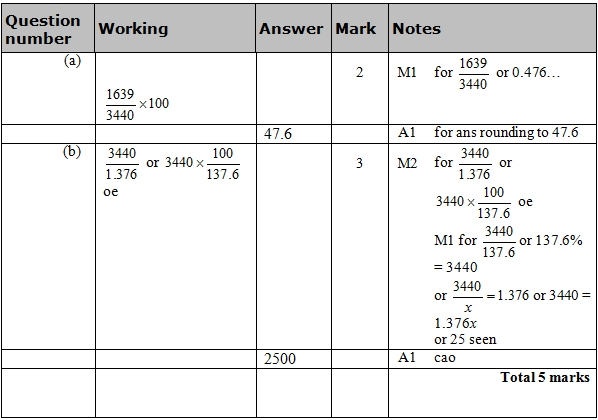 Question number Working Answer Mark Notes
(a) 2 M1 for 1639/3440 or 0.476…
1639/3440 ×100
47.6 A1 for ans rounding to 47.6
(b) 3440/1.376 or 3440 × 100/137.6 3 M2 for 3440/1.376 or
oe
3440 × 100/137.6 oe
M1 for 3440/137.6 or 137.6%
= 3440
or 3440/x = 1.376 or 3440 =
1.376x
or 25 seen
2500 A1 cao
Total 5 marks